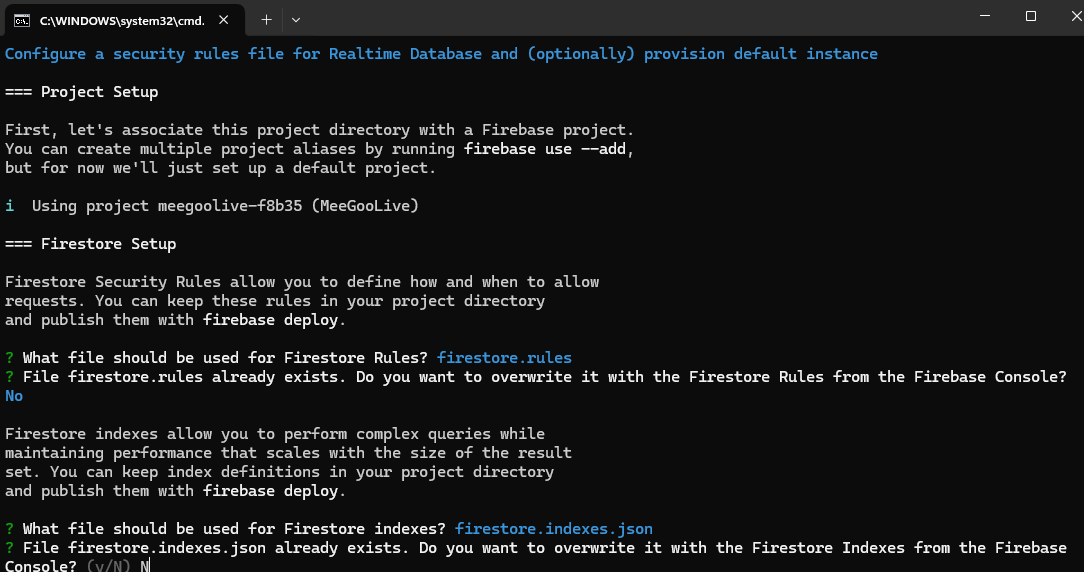 C:\WINDOWS\system32\cmd.
Configure a security rules file for Realtime Database and (optionally) provision default instance
=== Project Setup
First, let's associate this project directory with a Firebase project.
You can create multiple project aliases by running firebase use --add,
but for now we'll just set up a default project.
i  Using project meegoolive-f8b35 (MeeGooLive)
=== Firestore Setup
Firestore Security Rules allow you to define how and when to allow
requests. You can keep these rules in your project directory
and publish them with firebase deploy.
? What file should be used for Firestore Rules? firestore.rules
? File firestore.rules already exists. Do you want to overwrite it with the Firestore Rules from the Firebase Console?
No
Firestore indexes allow you to perform complex queries while
maintaining performance that scales with the size of the result
set. You can keep index definitions in your project directory
and publish them with firebase deploy.
? What file should be used for Firestore indexes? firestore.indexes.json
? File firestore.indexes.json already exists. Do you want to overwrite it with the Firestore Indexes from the Firebase
Console? (y/N) N